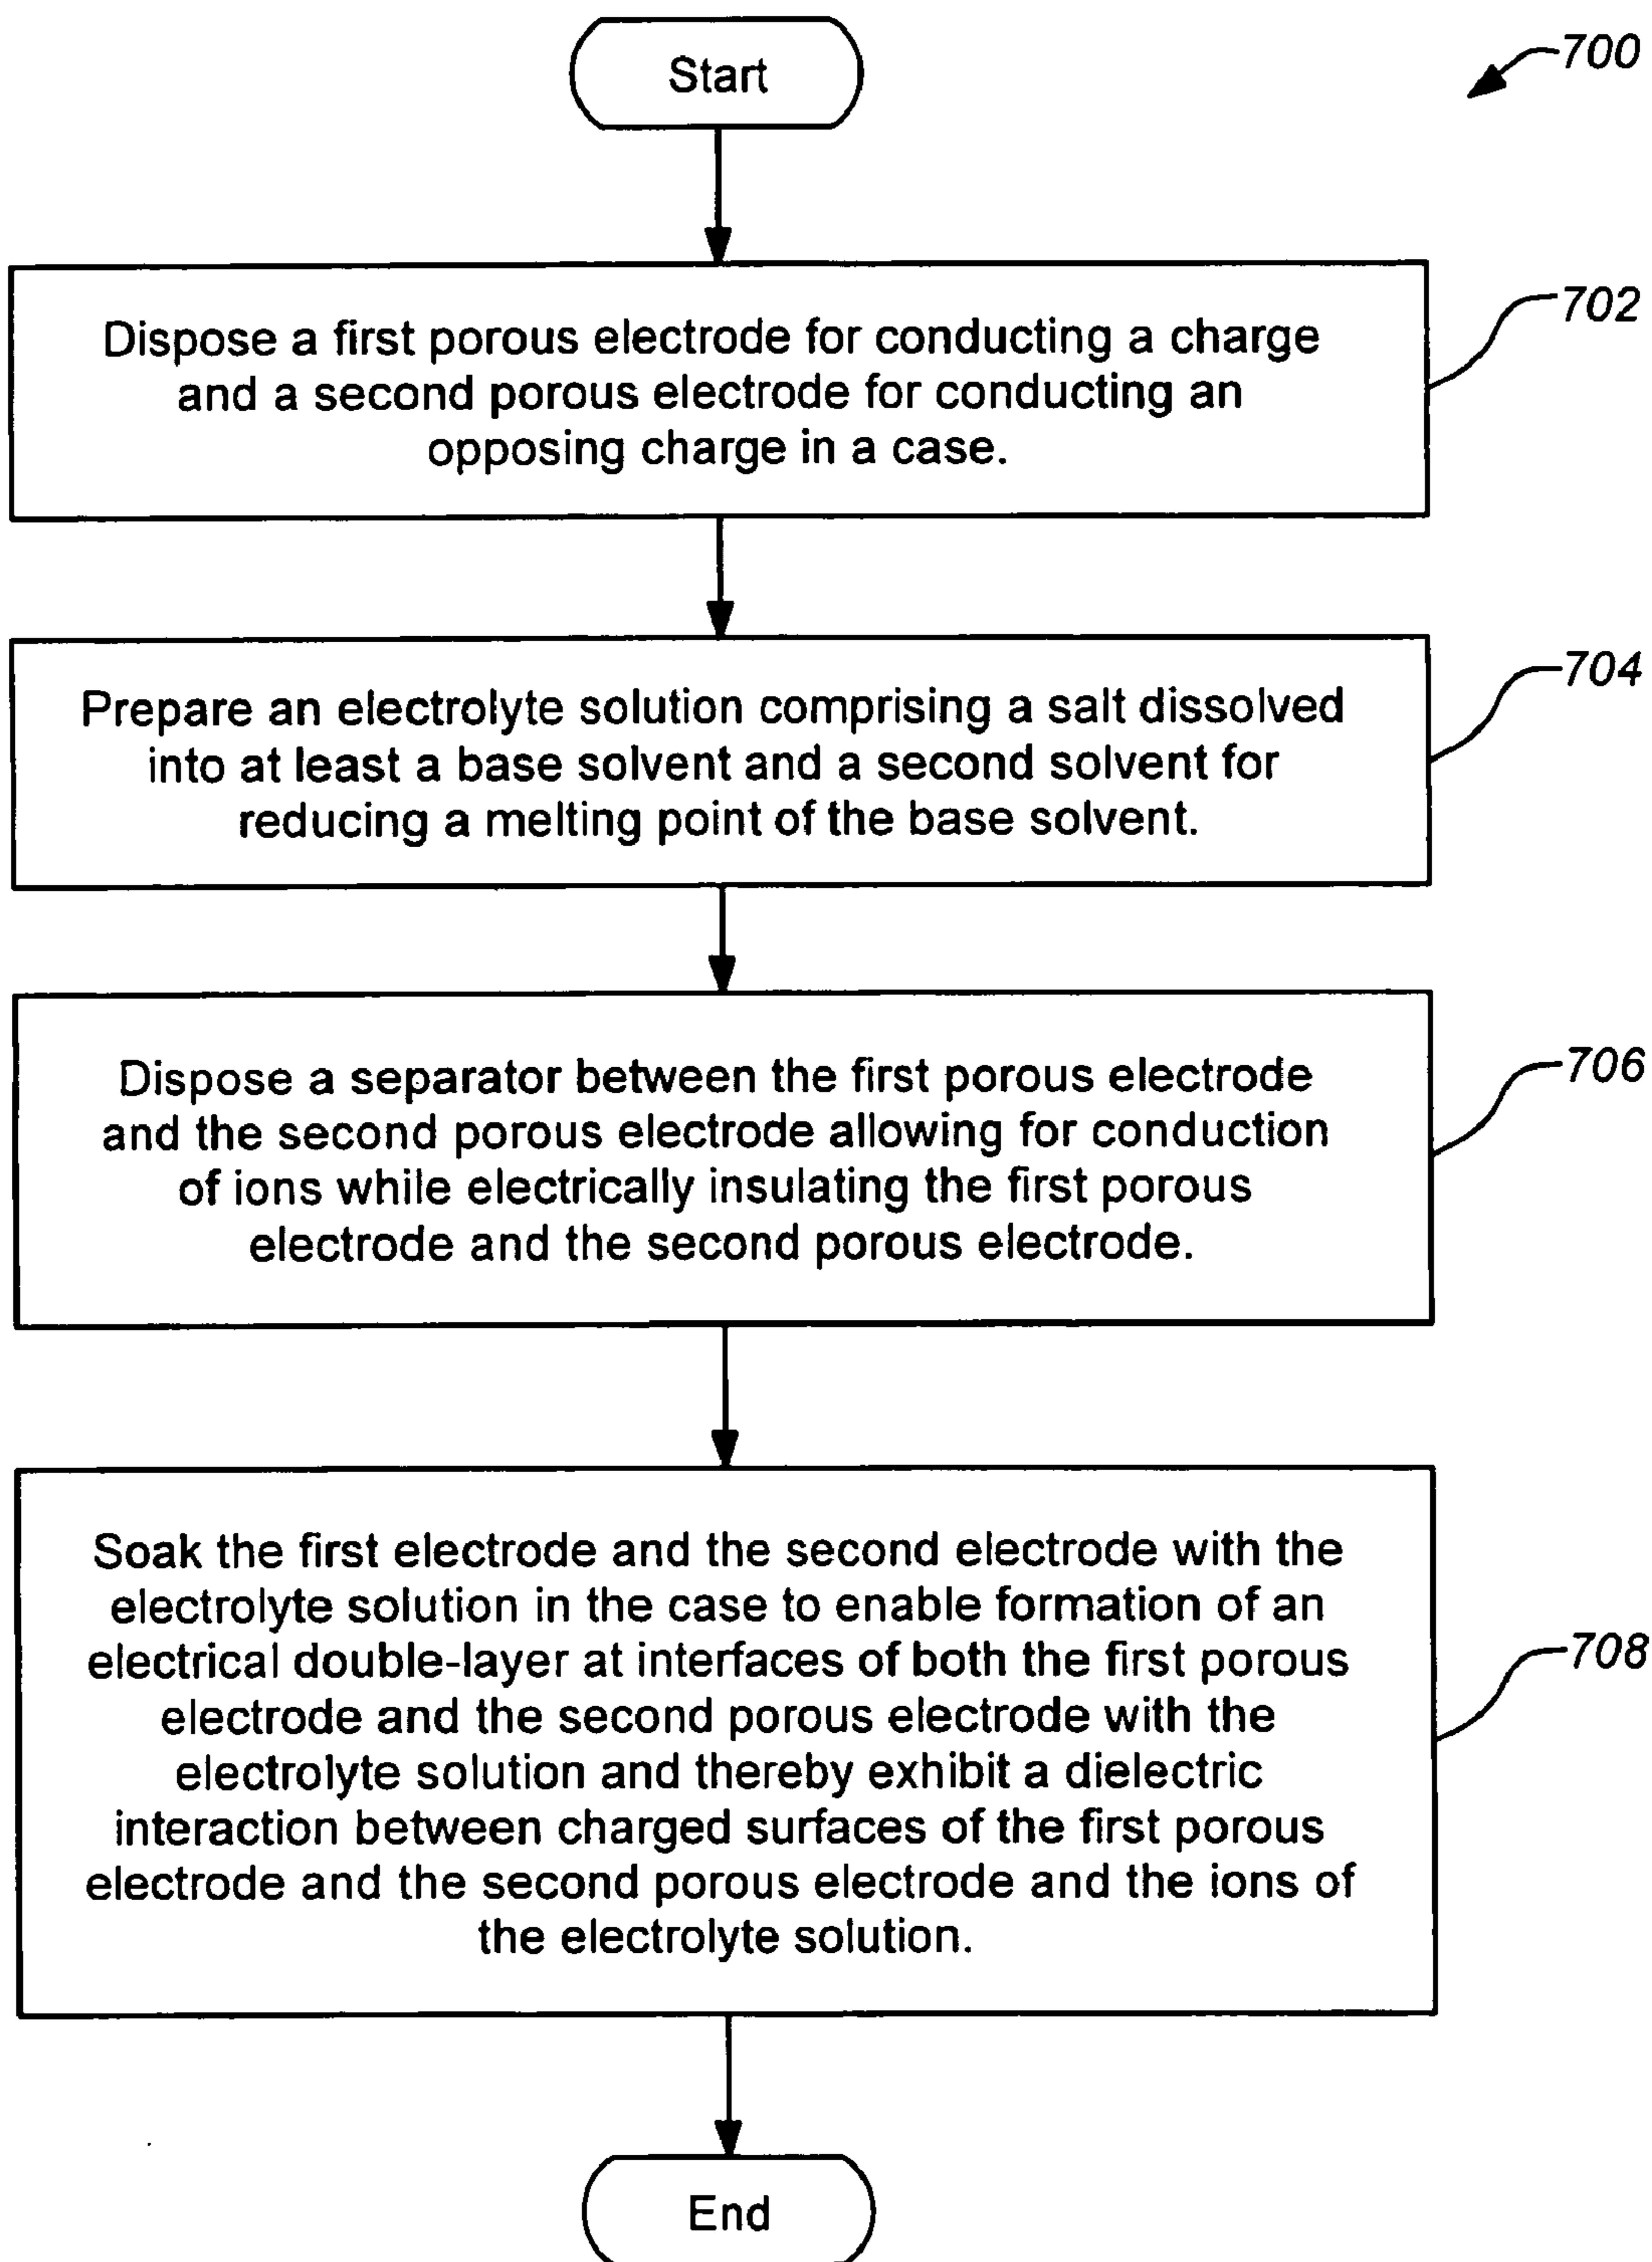 Start
700
702
Dispose a first porous electrode for conducting a charge
and a second porous electrode for conducting an
opposing charge in a case.
704
Prepare an electrolyte solution comprising a salt dissolved
into at least a base solvent and a second solvent for
reducing a melting point of the base solvent.
706
Dispose a separator between the first porous electrode
and the second porous electrode allowing for conduction
of ions while electrically insulating the first porous
electrode and the second porous electrode.
708
Soak the first electrode and the second electrode with the
electrolyte solution in the case to enable formation of an
electrical double-layer at interfaces of both the first porous
electrode and the second porous electrode with the
electrolyte solution and thereby exhibit a dielectric
interaction between charged surfaces of the first porous
electrode and the second porous electrode and the ions of
the electrolyte solution.
End